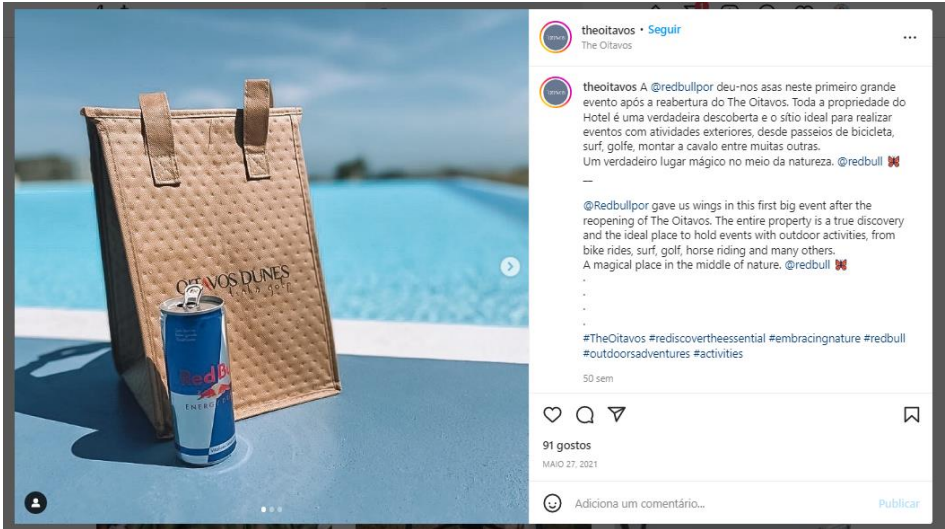 OITAVOS DUNES
Red Bu
ENERG
theoitavos • Seguir
The Oitavos
theoitavos A @redbullpor deu-nos asas neste primeiro grande
evento após a reabertura do The Oitavos. Toda a propriedade do
Hotel é uma verdadeira descoberta e o sítio ideal para realizar
eventos com atividades exteriores, desde passeios de bicicleta,
surf, golfe, montar a cavalo entre muitas outras.
Um verdadeiro lugar mágico no meio da natureza. @redbull
—
@Redbullpor gave us wings in this first big event after the
reopening of The Oitavos. The entire property is a true discovery
and the ideal place to hold events with outdoor activities, from
bike rides, surf, golf, horse riding and many others.
A magical place in the middle of nature. @redbull
.
.
.
#TheOitavos #rediscovertheessential #embracingnature #redbull
#outdoorsadventures #activities
50 sem
91 gostos
MAIO 27, 2021
Adiciona um comentário... Publicar